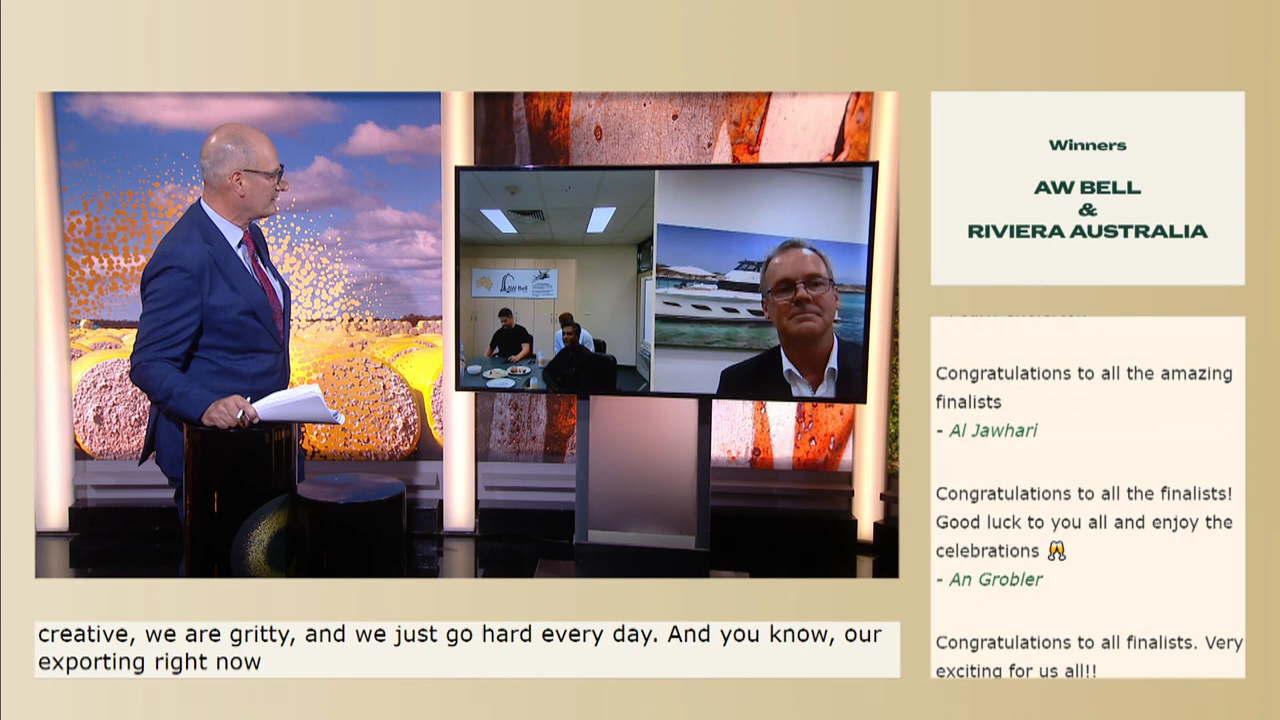 Winners
AW BELL
&
RIVIERA AUSTRALIA
AW Bell
Congratulations to all the amazing
finalists
- Al Jawhari
Congratulations to all the finalists!
Good luck to you all and enjoy the
celebrations 🥂
- An Grobler
Congratulations to all finalists. Very
exciting for us all!!
creative, we are gritty, and we just go hard every day. And you know, our
exporting right now